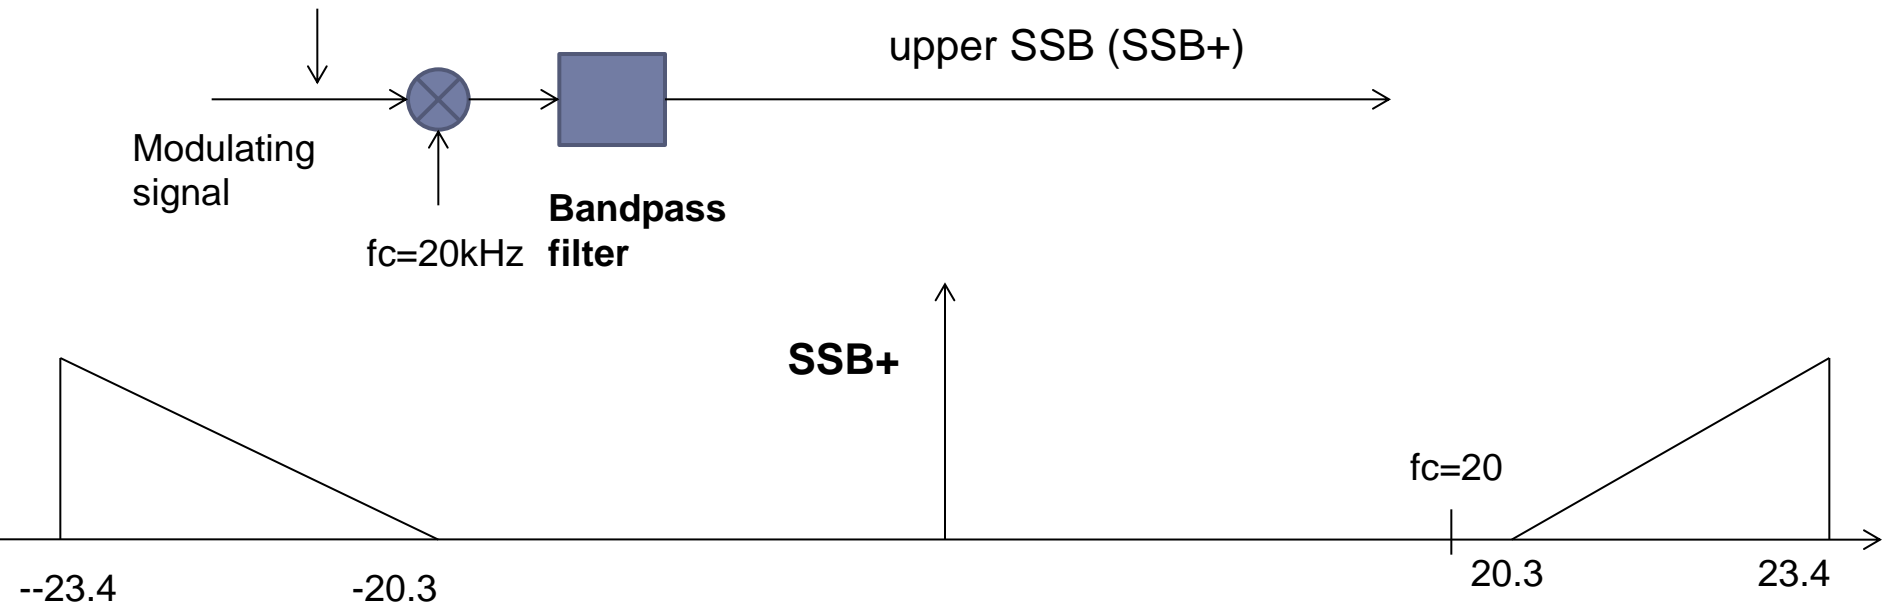 upper SSB (SSB+)
Modulating
signal
Bandpass
filter
fc=20kHz
SSB+
fc=20
--23.4
-20.3
20.3
23.4